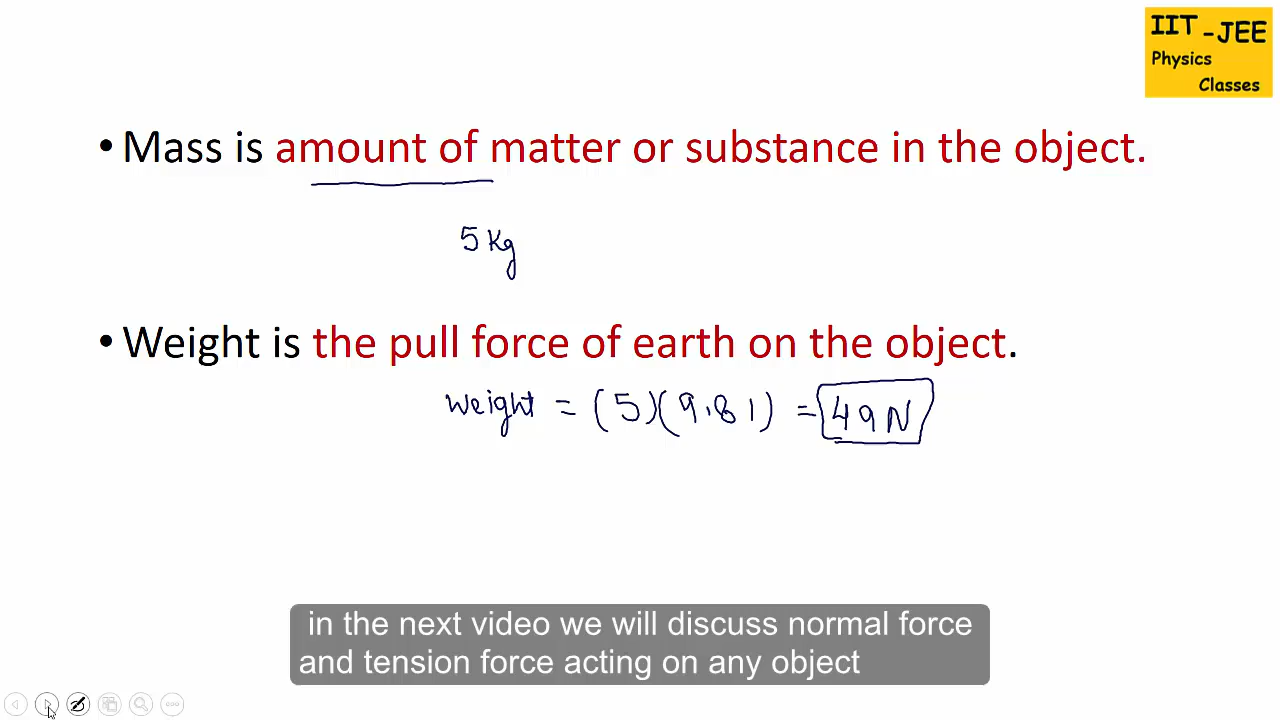 IIT -JEE
Physics
Classes
• Mass is amount of matter or substance in the object.
5 kg
• Weight is the pull force of earth on the object.
Weight = (5)(9.81) = 49N
in the next video we will discuss normal force
and tension force acting on any object